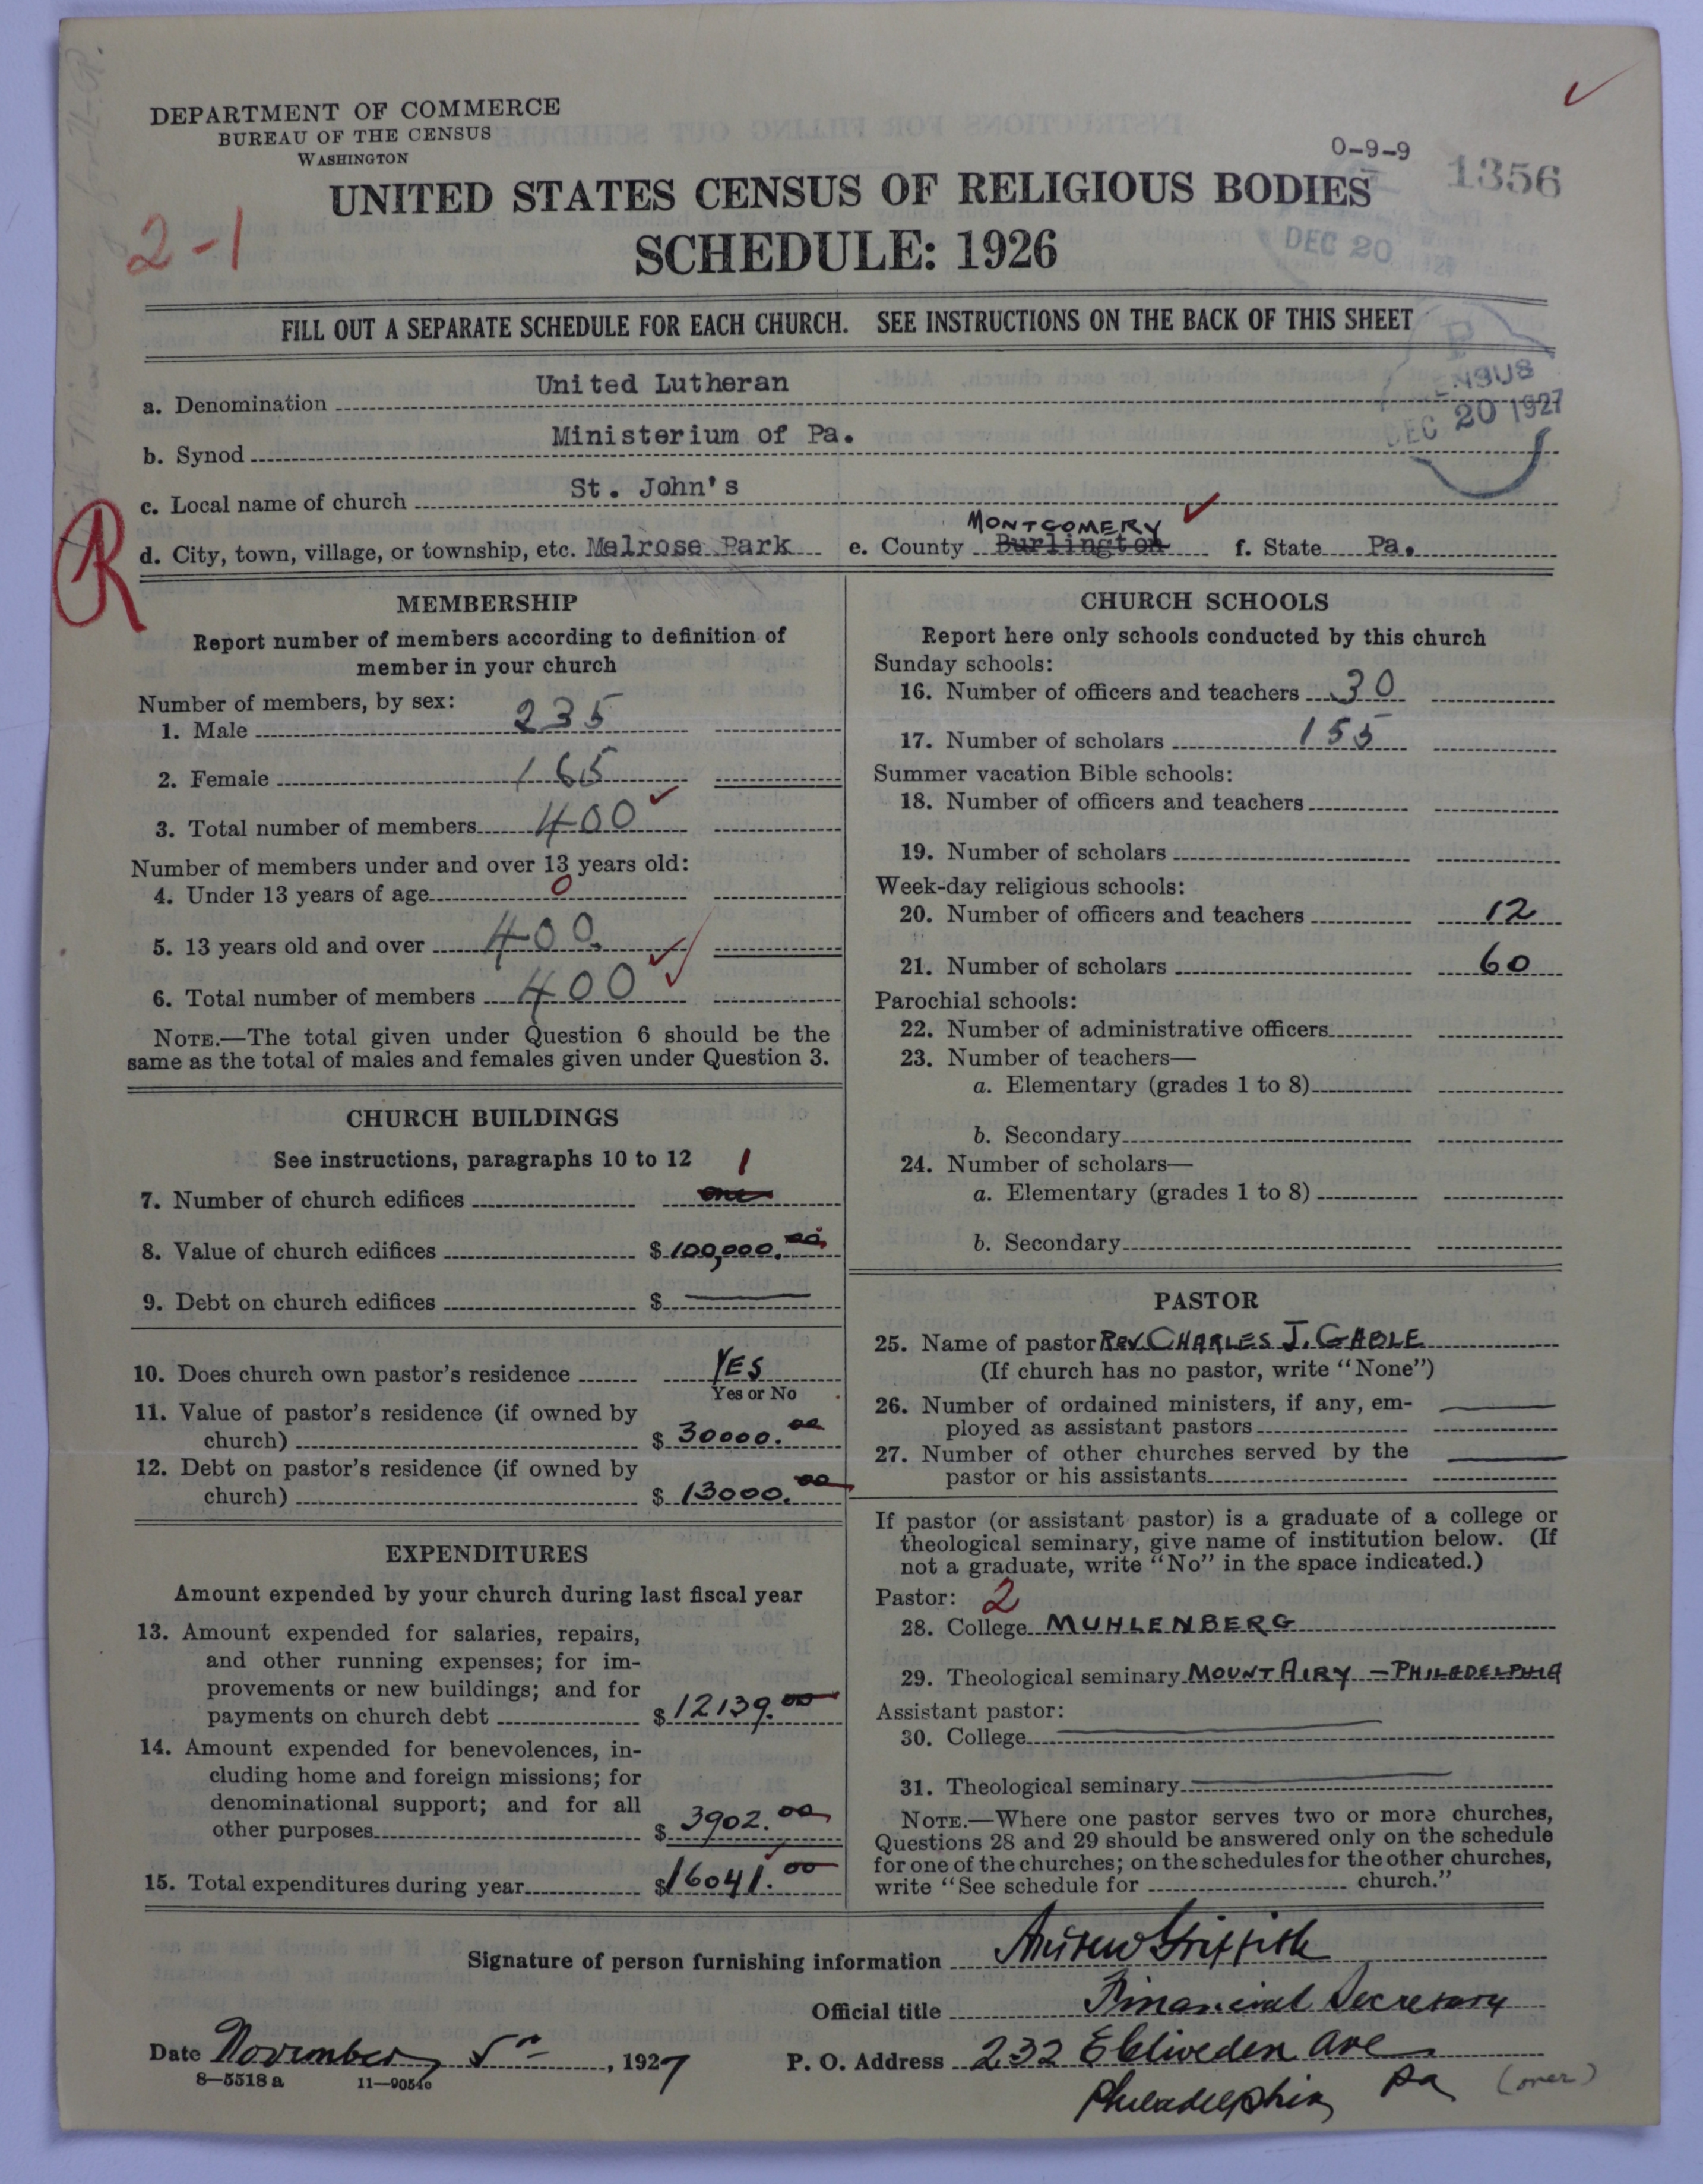 DEPARTMENT OF COMMERCE
BUREAU OF THE CENSUS
WASHINGTON
0-9-9
1356
UNITED STATES CENSUS OF RELIGIOUS BODIES
SCHEDULE: 1926
2-1
DEC 20
FILL OUT A SEPARATE SCHEDULE FOR EACH CHURCH. SEE INSTRUCTIONS ON THE BACK OF THIS SHEET
CENSUS
DEC 20 1927
a. Denomination United Lutheran
b. Synod Ministerium of Pa.
c. Local name of church St. John's
R
MONTGOMERY
d. City, town, village, or township, etc. Melrose Park e. County Burlington f. State Pa.
MEMBERSHIP
Report number of members according to definition of
member in your church
Number of members, by sex:
1. Male 235
2. Female 165
3. Total number of members 400
Number of members under and over 13 years old:
4. Under 13 years of age 0
5. 13 years old and over 400
6. Total number of members 400
NOTE.—The total given under Question 6 should be the
same as the total of males and females given under Question 3.
CHURCH BUILDINGS
See instructions, paragraphs 10 to 12
1
7. Number of church edifices one
8. Value of church edifices $100,000.00
9. Debt on church edifices $
10. Does church own pastor's residence YES
Yes or No
11. Value of pastor's residence (if owned by
church) $ 30000.00
12. Debt on pastor's residence (if owned by
church) $ 13000.00
EXPENDITURES
Amount expended by your church during last fiscal year
13. Amount expended for salaries, repairs,
and other running expenses; for im-
provements or new buildings; and for
payments on church debt $12139.00
14. Amount expended for benevolences, in-
cluding home and foreign missions; for
denominational support; and for all
other purposes $ 3902.00
15. Total expenditures during year $16041.00
CHURCH SCHOOLS
Report here only schools conducted by this church
Sunday schools:
16. Number of officers and teachers 30
17. Number of scholars 155
Summer vacation Bible schools:
18. Number of officers and teachers
19. Number of scholars
Week-day religious schools:
20. Number of officers and teachers 12
21. Number of scholars 60
Parochial schools:
22. Number of administrative officers
23. Number of teachers—
a. Elementary (grades 1 to 8)
b. Secondary
24. Number of scholars—
a. Elementary (grades 1 to 8)
b. Secondary
PASTOR
25. Name of pastor REV. CHARLES J. GABLE
(If church has no pastor, write "None")
26. Number of ordained ministers, if any, em-
ployed as assistant pastors
27. Number of other churches served by the
pastor or his assistants
If pastor (or assistant pastor) is a graduate of a college or
theological seminary, give name of institution below. (If
not a graduate, write "No" in the space indicated.)
Pastor: 2
28. College MUHLENBERG
29. Theological seminary MOUNT AIRY - PHILADELPHIA
Assistant pastor:
30. College
31. Theological seminary
NOTE.—Where one pastor serves two or more churches,
Questions 28 and 29 should be answered only on the schedule
for one of the churches; on the schedules for the other churches,
write "See schedule for church."
Signature of person furnishing information Andrew Griffith
Official title Financial Secretary
Date November 5th, 1927 P. O. Address 232 E Cliveden Ave
Philadelphia Pa (over)
8-5518 a 11-9054c